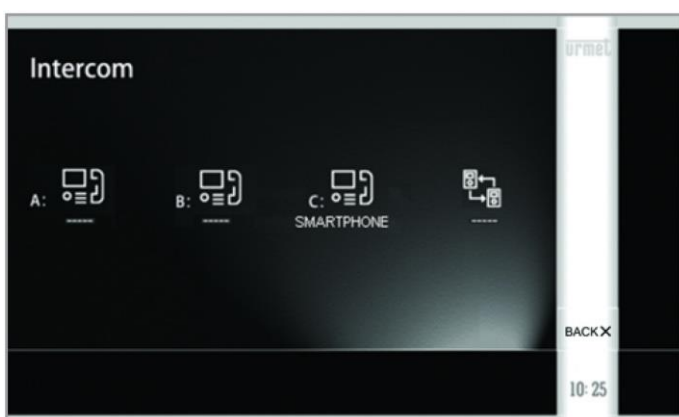 urmet
Intercom
A:
-----
B:
-----
C:
SMARTPHONE
-----
BACK X
10:25